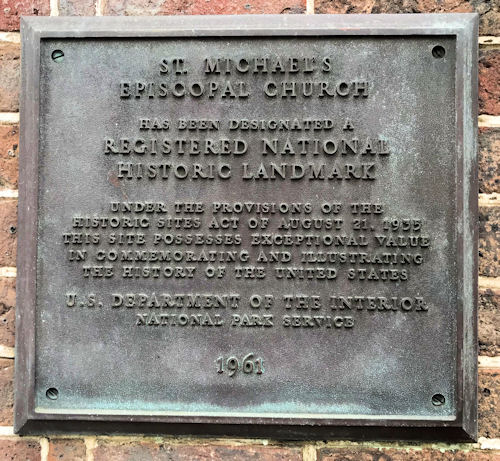 ST. MICHAEL'S
EPISCOPAL CHURCH
HAS BEEN DESIGNATED A
REGISTERED NATIONAL
HISTORIC LANDMARK
UNDER THE PROVISIONS OF THE
HISTORIC SITES ACT OF AUGUST 21, 1935
THIS SITE POSSESSES EXCEPTIONAL VALUE
IN COMMEMORATING AND ILLUSTRATING
THE HISTORY OF THE UNITED STATES
U.S. DEPARTMENT OF THE INTERIOR
NATIONAL PARK SERVICE
1961